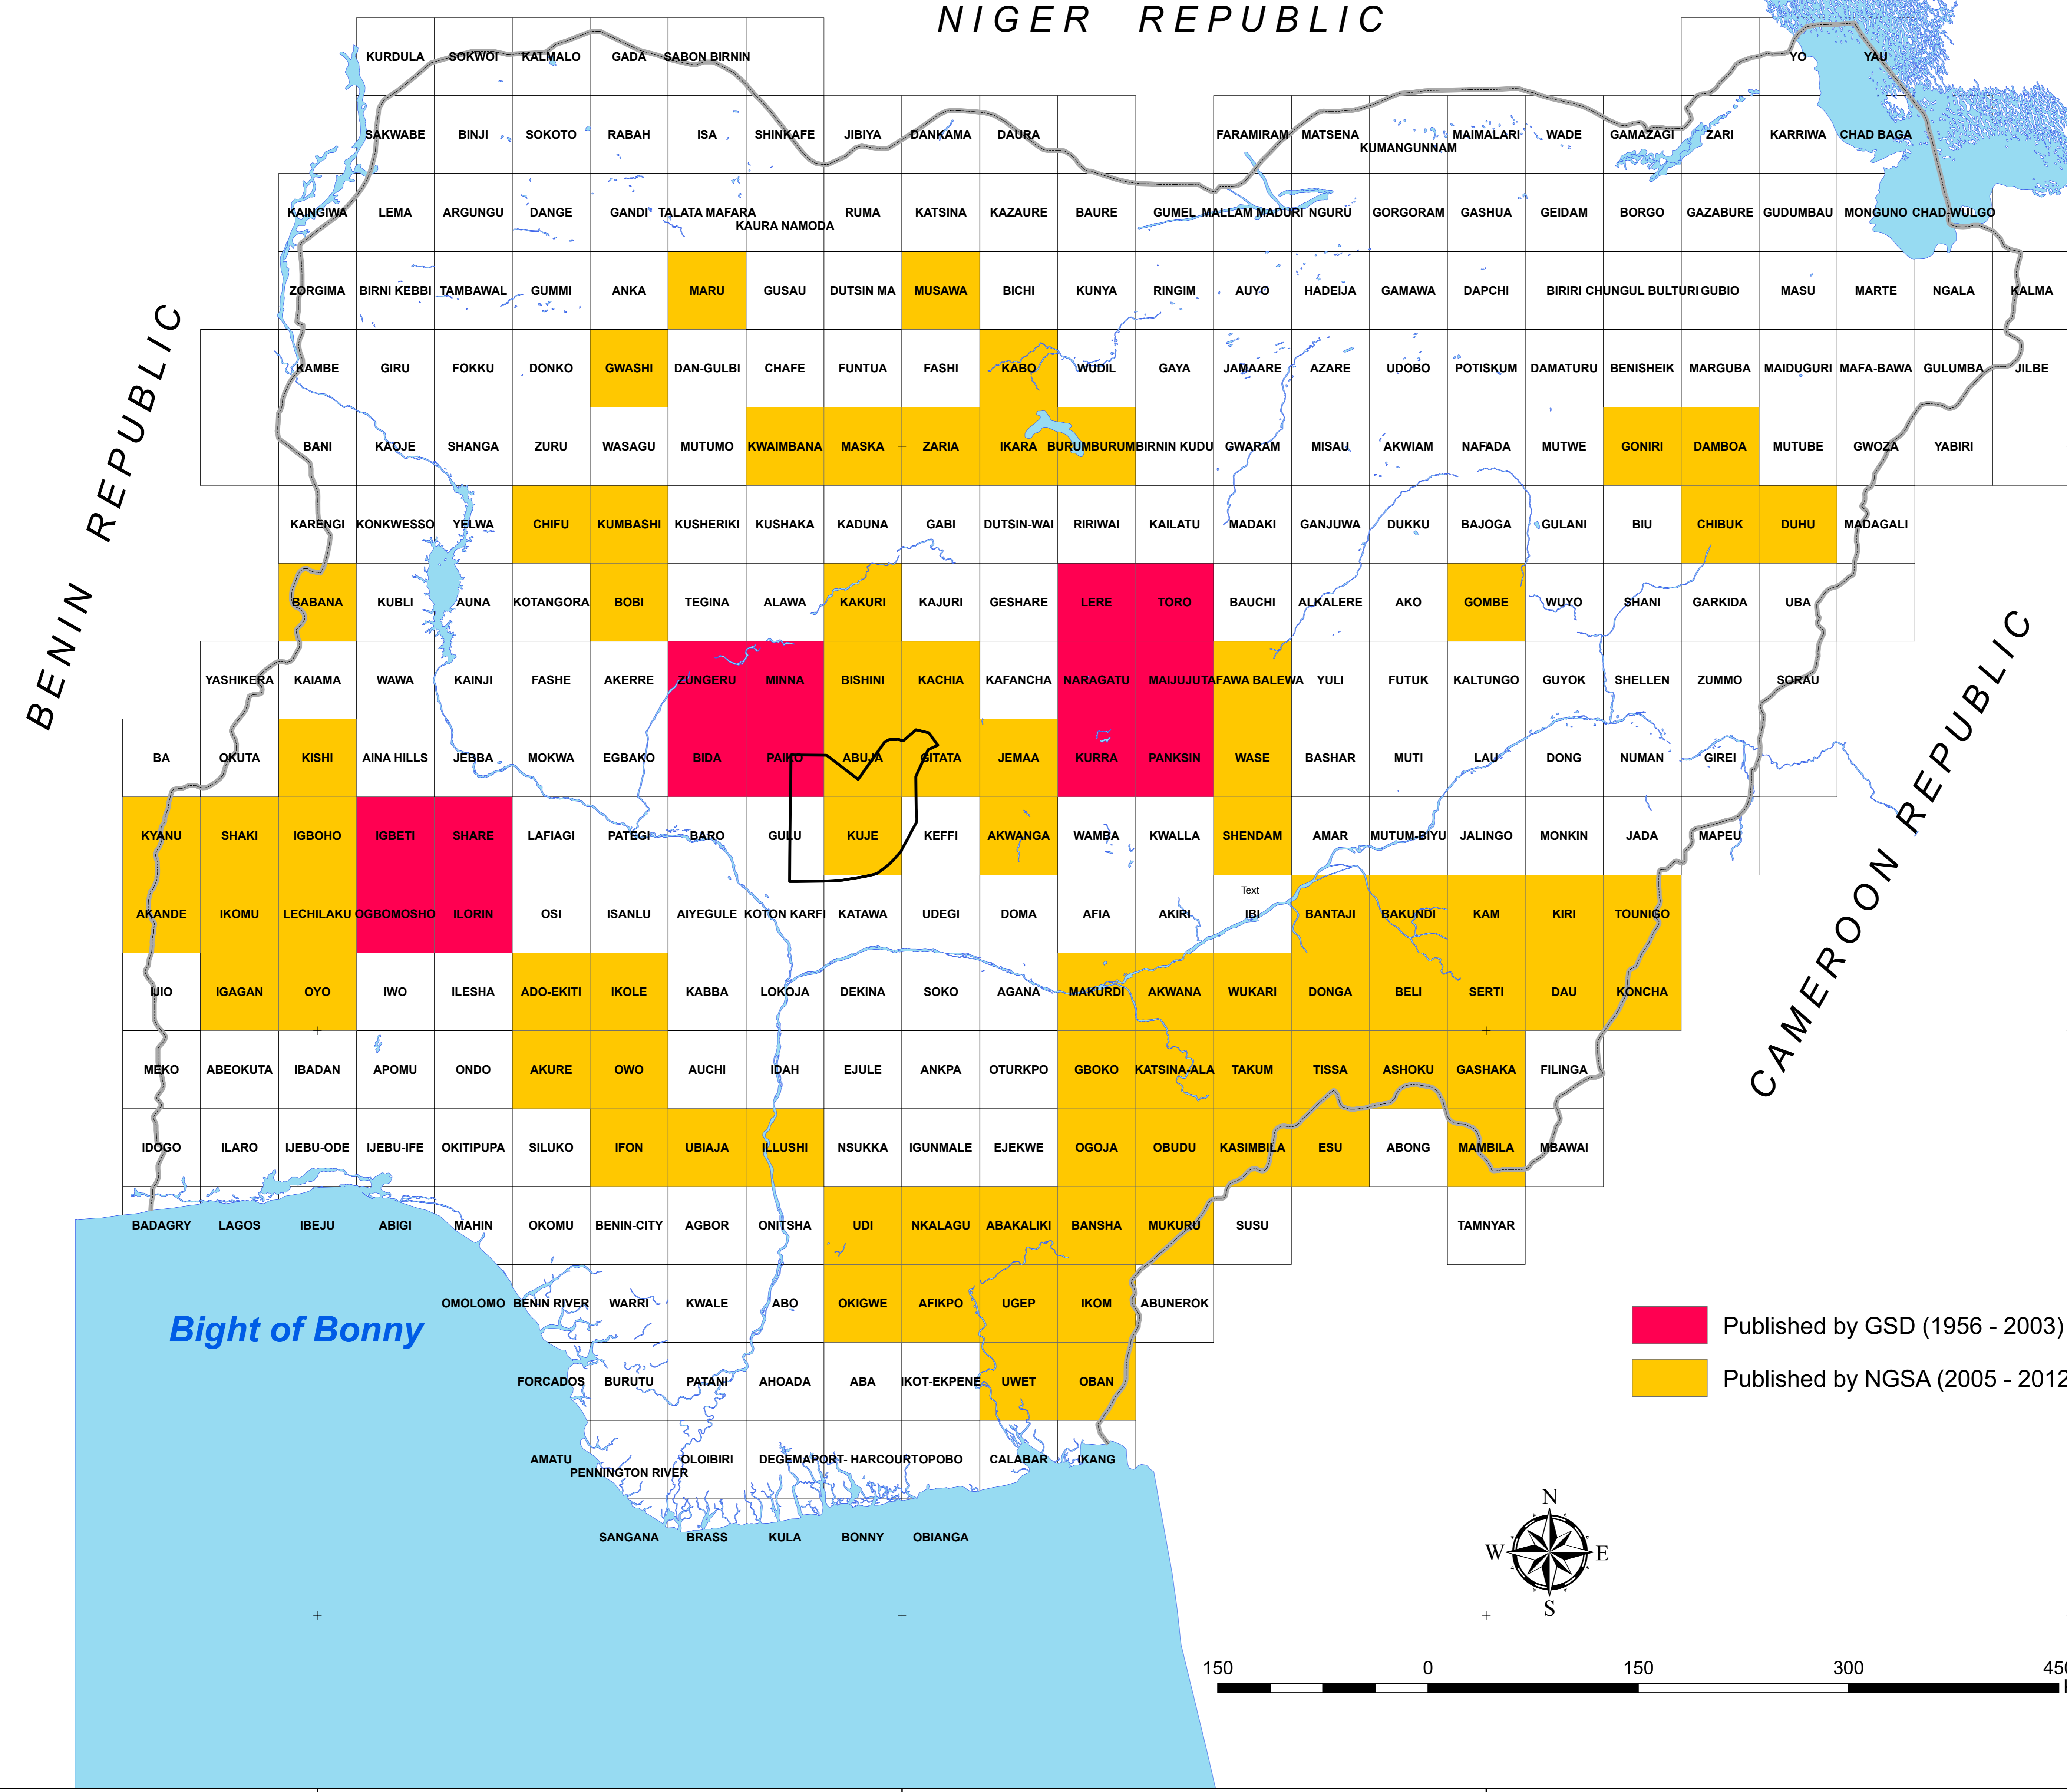 NIGER REPUBLIC
KURDULA SOKWOI KALMALO GADA SABON BIRNIN YO YAU
SAKWABE BINJI SOKOTO RABAH ISA SHINKAFE JIBIYA DANKAMA DAURA FARAMIRAM MATSENA KUMANGUNNAM MAIMALARI WADE GAMAZAGI ZARI KARRIWA CHAD BAGA
KAINGIWA LEMA ARGUNGU DANGE GANDI TALATA MAFARA KAURA NAMODA RUMA KATSINA KAZAURE BAURE GUMEL MALLAM MADURI NGURU GORGORAM GASHUA GEIDAM BORGO GAZABURE GUDUMBAU MONGUNO CHAD-WULGO
ZORGIMA BIRNI KEBBI TAMBAWAL GUMMI ANKA MARU GUSAU DUTSIN MA MUSAWA BICHI KUNYA RINGIM AUYO HADEIJA GAMAWA DAPCHI BIRIRI CHUNGUL BULTURI GUBIO MASU MARTE NGALA KALMA
KAMBE GIRU FOKKU DONKO GWASHI DAN-GULBI CHAFE FUNTUA FASHI KABO WUDIL GAYA JAMAARE AZARE UDOBO POTISKUM DAMATURU BENISHEIK MARGUBA MAIDUGURI MAFA-BAWA GULUMBA JILBE
BANI KAOJE SHANGA ZURU WASAGU MUTUMO KWAIMBANA MASKA ZARIA IKARA BURUMBURUM BIRNIN KUDU GWARAM MISAU AKWIAM NAFADA MUTWE GONIRI DAMBOA MUTUBE GWOZA YABIRI
KARENGI KONKWESSO YELWA CHIFU KUMBASHI KUSHERIKI KUSHAKA KADUNA GABI DUTSIN-WAI RIRIWAI KAILATU MADAKI GANJUWA DUKKU BAJOGA GULANI BIU CHIBUK DUHU MADAGALI
BABANA KUBLI AUNA KOTANGORA BOBI TEGINA ALAWA KAKURI KAJURI GESHARE LERE TORO BAUCHI ALKALERE AKO GOMBE WUYO SHANI GARKIDA UBA
YASHIKERA KAIAMA WAWA KAINJI FASHE AKERRE ZUNGERU MINNA BISHINI KACHIA KAFANCHA NARAGATU MAIJUJU TAFAWA BALEWA YULI FUTUK KALTUNGO GUYOK SHELLEN ZUMMO SORAU
BA OKUTA KISHI AINA HILLS JEBBA MOKWA EGBAKO BIDA PAIKO ABUJA GITATA JEMAA KURRA PANKSIN WASE BASHAR MUTI LAU DONG NUMAN GIREI
KYANU SHAKI IGBOHO IGBETI SHARE LAFIAGI PATEGI BARO GULU KUJE KEFFI AKWANGA WAMBA KWALLA SHENDAM AMAR MUTUM-BIYU JALINGO MONKIN JADA MAPEU
Text
AKANDE IKOMU LECHILAKU OGBOMOSHO ILORIN OSI ISANLU AIYEGULE KOTON KARFI KATAWA UDEGI DOMA AFIA AKIRI IBI BANTAJI BAKUNDI KAM KIRI TOUNIGO
IJIO IGAGAN OYO IWO ILESHA ADO-EKITI IKOLE KABBA LOKOJA DEKINA SOKO AGANA MAKURDI AKWANA WUKARI DONGA BELI SERTI DAU KONCHA
MEKO ABEOKUTA IBADAN APOMU ONDO AKURE OWO AUCHI IDAH EJULE ANKPA OTURKPO GBOKO KATSINA-ALA TAKUM TISSA ASHOKU GASHAKA FILINGA
IDOGO ILARO IJEBU-ODE IJEBU-IFE OKITIPUPA SILUKO IFON UBIAJA ILLUSHI NSUKKA IGUNMALE EJEKWE OGOJA OBUDU KASIMBILA ESU ABONG MAMBILA MBAWAI
BADAGRY LAGOS IBEJU ABIGI MAHIN OKOMU BENIN-CITY AGBOR ONITSHA UDI NKALAGU ABAKALIKI BANSHA MUKURU SUSU TAMNYAR
OMOLOMO BENIN RIVER WARRI KWALE ABO OKIGWE AFIKPO UGEP IKOM ABUNEROK
FORCADOS BURUTU PATANI AHOADA ABA IKOT-EKPENE UWET OBAN
AMATU PENNINGTON RIVER OLOIBIRI DEGEMA PORT- HARCOURT OPOBO CALABAR IKANG
SANGANA BRASS KULA BONNY OBIANGA
BENIN REPUBLIC
CAMEROON REPUBLIC
Bight of Bonny
Published by GSD (1956 - 2003)
Published by NGSA (2005 - 2012
N
W E
S
150 0 150 300 450